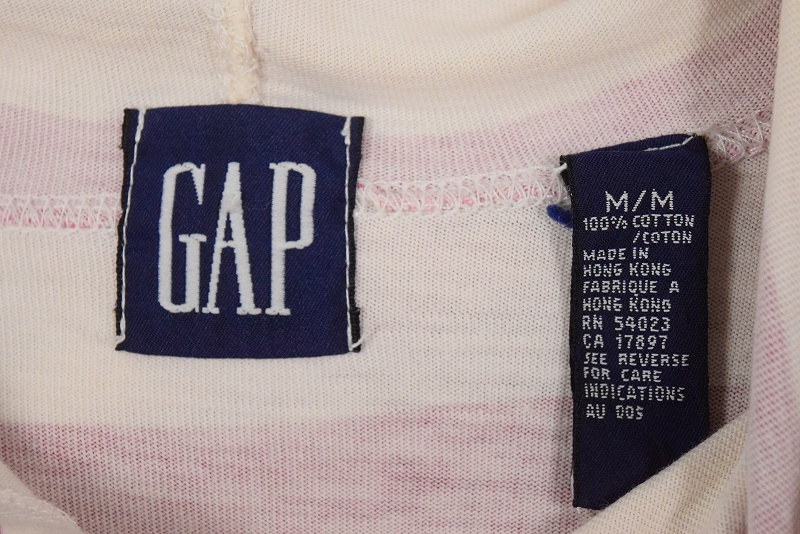 GAP
M/M
100% COTTON
/COTON
MADE IN
HONG KONG
FABRIQUE A
HONG KONG
RN 54023
CA 17897
SEE REVERSE
FOR CARE
INDICATIONS
AU DOS